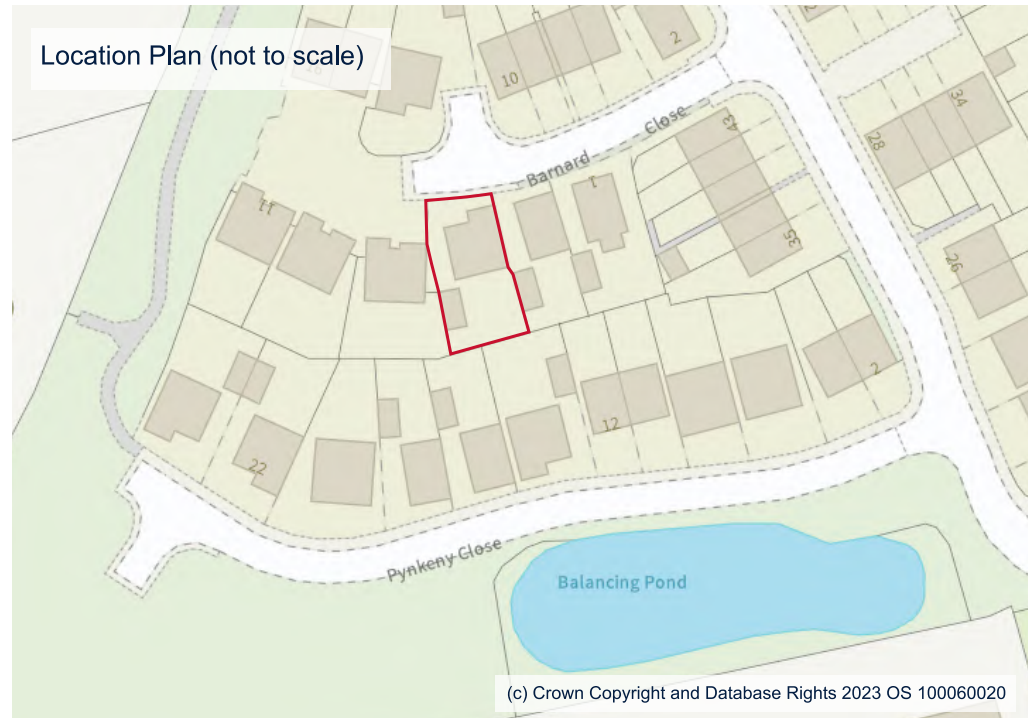 Location Plan (not to scale)
2
10
34
28
Close
43
Barnard
1
11
35
26
2
12
22
Pynkeny Close
Balancing Pond
(c) Crown Copyright and Database Rights 2023 OS 100060020